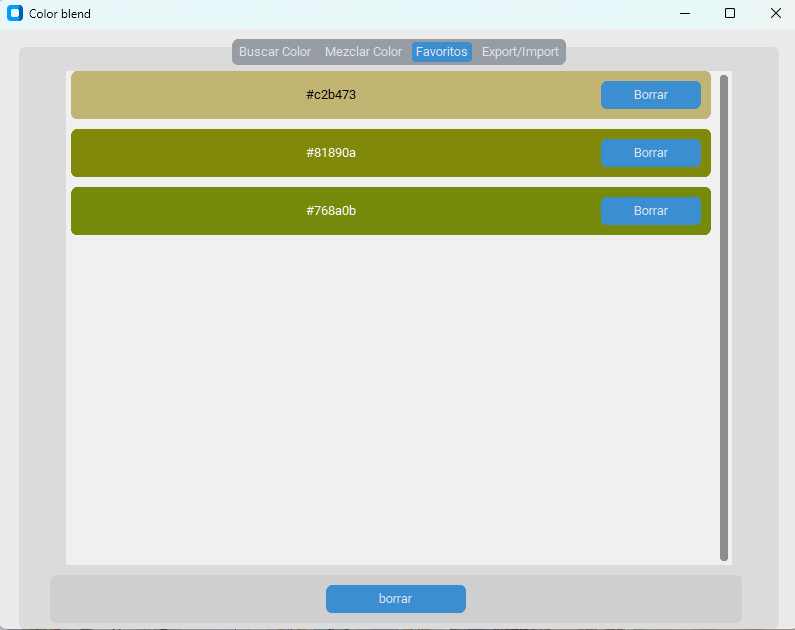 Color blend
Buscar Color Mezclar Color Favoritos Export/Import
#c2b473 Borrar
#81890a Borrar
#768a0b Borrar
borrar